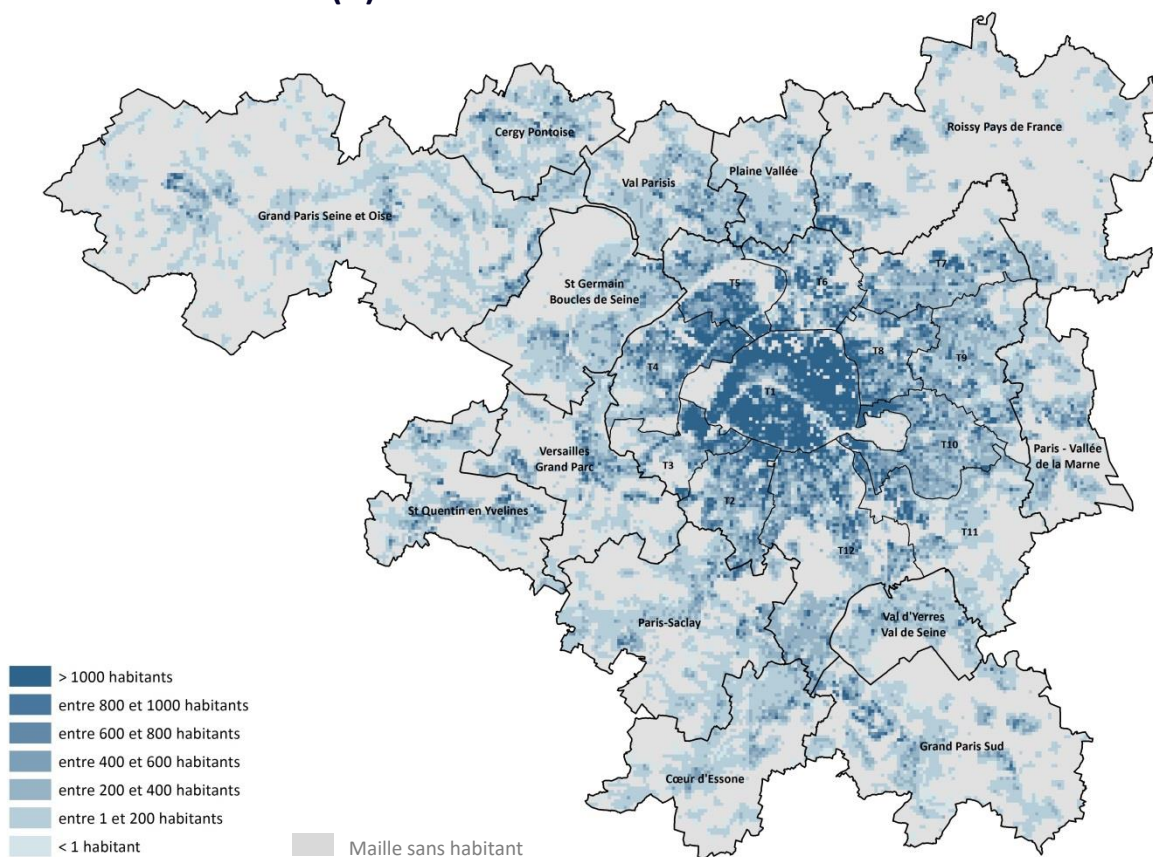 Cergy Pontoise
Roissy Pays de France
Val Parisis
Plaine Vallée
Grand Paris Seine et Oise
St Germain
Boucles de Seine
T5
T6
T7
T4
T8
T9
T1
T10
Versailles
Grand Parc
T3
Paris - Vallée
de la Marne
T2
St Quentin en Yvelines
T11
T12
Paris-Saclay
Val d'Yerres
Val de Seine
Grand Paris Sud
Cœur d'Essone
> 1000 habitants
entre 800 et 1000 habitants
entre 600 et 800 habitants
entre 400 et 600 habitants
entre 200 et 400 habitants
entre 1 et 200 habitants
< 1 habitant
Maille sans habitant